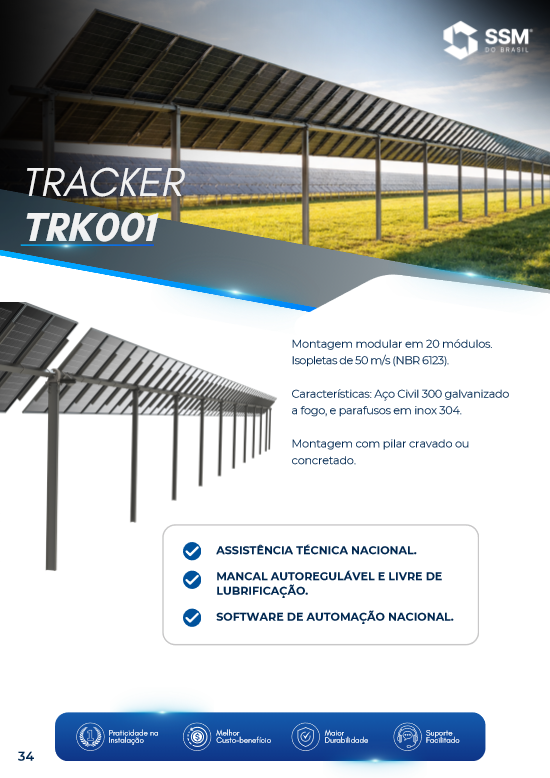 SSM
DO BRASIL
TRACKER
TRK001
Montagem modular em 20 módulos.
Isopletas de 50 m/s (NBR 6123).
Características: Aço Civil 300 galvanizado
a fogo, e parafusos em inox 304.
Montagem com pilar cravado ou
concretado.
ASSISTÊNCIA TÉCNICA NACIONAL.
MANCAL AUTOREGULÁVEL E LIVRE DE
LUBRIFICAÇÃO.
SOFTWARE DE AUTOMAÇÃO NACIONAL.
Praticidade na
Instalação
Melhor
Custo-benefício
Maior
Durabilidade
Suporte
Facilitado
34